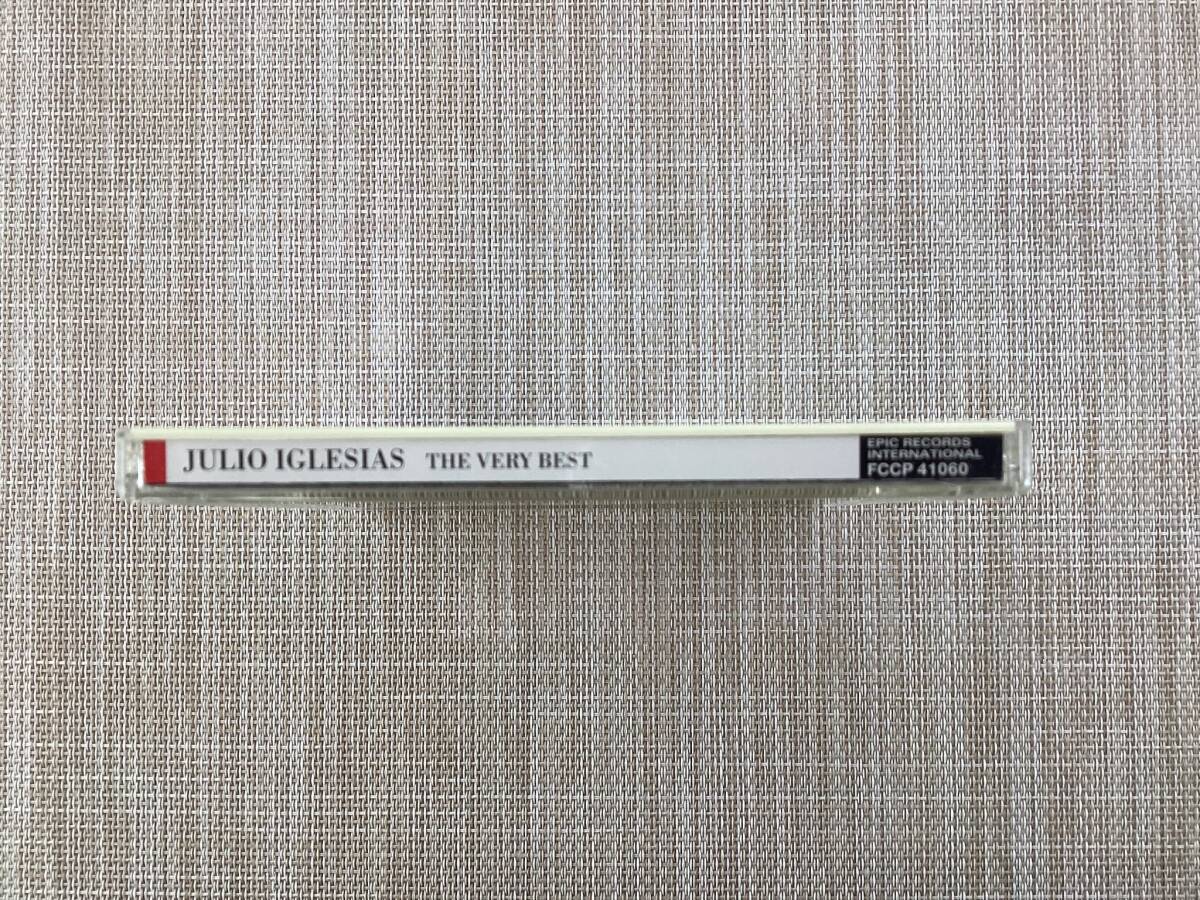 JULIO IGLESIAS THE VERY BEST
EPIC RECORDS
INTERNATIONAL
FCCP 41060